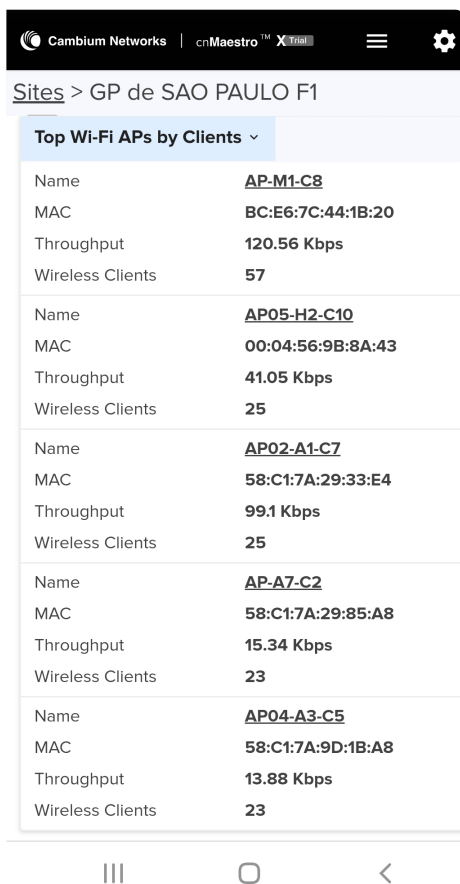 Cambium Networks | cnMaestro™ X Trial
Sites > GP de SAO PAULO F1
Top Wi-Fi APs by Clients
Name AP-M1-C8
MAC BC:E6:7C:44:1B:20
Throughput 120.56 Kbps
Wireless Clients 57
Name AP05-H2-C10
MAC 00:04:56:9B:8A:43
Throughput 41.05 Kbps
Wireless Clients 25
Name AP02-A1-C7
MAC 58:C1:7A:29:33:E4
Throughput 99.1 Kbps
Wireless Clients 25
Name AP-A7-C2
MAC 58:C1:7A:29:85:A8
Throughput 15.34 Kbps
Wireless Clients 23
Name AP04-A3-C5
MAC 58:C1:7A:9D:1B:A8
Throughput 13.88 Kbps
Wireless Clients 23